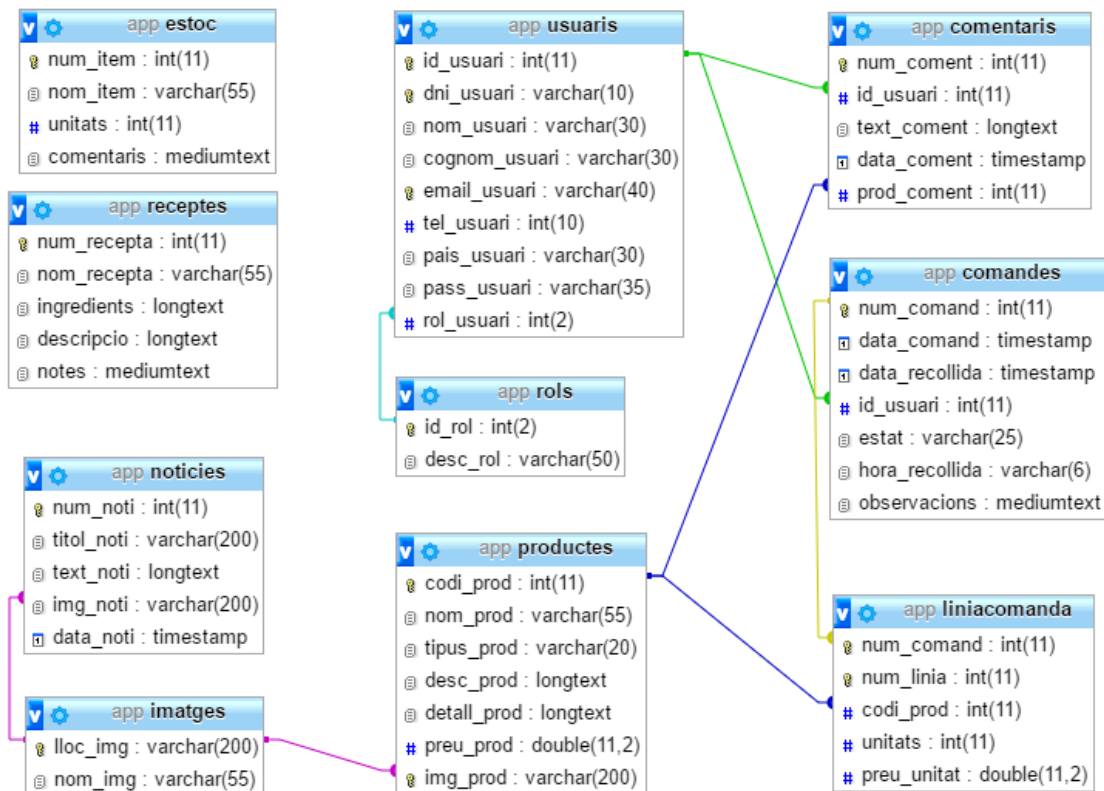 app estoc
num_item : int(11)
nom_item : varchar(55)
unitats : int(11)
comentaris : mediumtext
app receptes
num_recepta : int(11)
nom_recepta : varchar(55)
ingredients : longtext
descripcio : longtext
notes : mediumtext
app noticies
num_noti : int(11)
titol_noti : varchar(200)
text_noti : longtext
img_noti : varchar(200)
data_noti : timestamp
app imatges
lloc_img : varchar(200)
nom_img : varchar(55)
app usuaris
id_usuari : int(11)
dni_usuari : varchar(10)
nom_usuari : varchar(30)
cognom_usuari : varchar(30)
email_usuari : varchar(40)
tel_usuari : int(10)
pais_usuari : varchar(30)
pass_usuari : varchar(35)
rol_usuari : int(2)
app rols
id_rol : int(2)
desc_rol : varchar(50)
app productes
codi_prod : int(11)
nom_prod : varchar(55)
tipus_prod : varchar(20)
desc_prod : longtext
detall_prod : longtext
preu_prod : double(11,2)
img_prod : varchar(200)
app comentaris
num_coment : int(11)
id_usuari : int(11)
text_coment : longtext
data_coment : timestamp
prod_coment : int(11)
app comandes
num_comand : int(11)
data_comand : timestamp
data_recollida : timestamp
id_usuari : int(11)
estat : varchar(25)
hora_recollida : varchar(6)
observacions : mediumtext
app liniacomanda
num_comand : int(11)
num_linia : int(11)
codi_prod : int(11)
unitats : int(11)
preu_unitat : double(11,2)